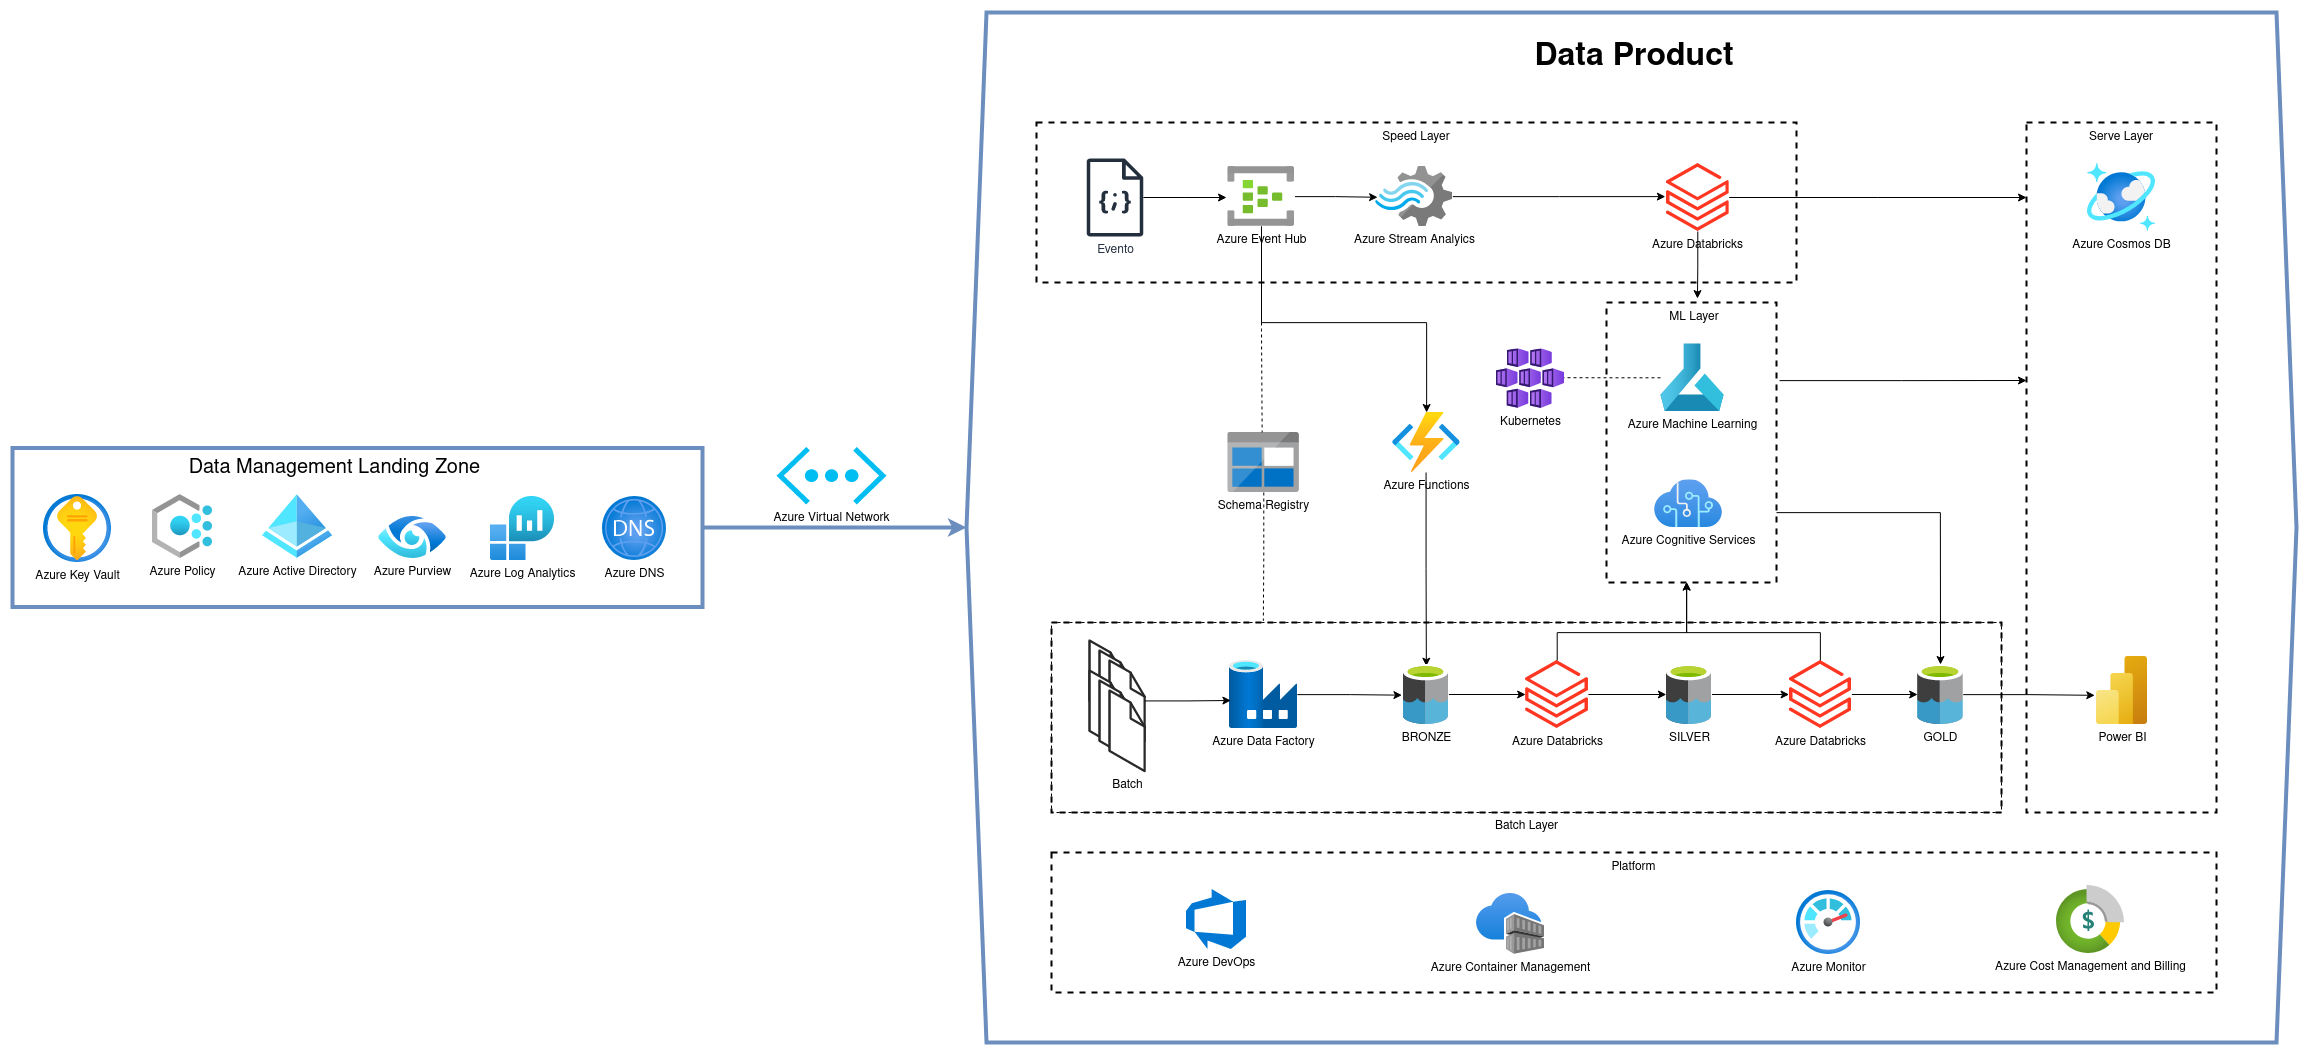 Data Product
Speed Layer
Serve Layer
Evento
Azure Event Hub
Azure Stream Analyics
Azure Databricks
Azure Cosmos DB
ML Layer
Kubernetes
Azure Machine Learning
Data Management Landing Zone
Azure Key Vault
Azure Policy
Azure Active Directory
Azure Purview
Azure Log Analytics
DNS
Azure DNS
Azure Virtual Network
Schema Registry
Azure Functions
Azure Cognitive Services
Batch
Azure Data Factory
BRONZE
Azure Databricks
SILVER
Azure Databricks
GOLD
Power BI
Batch Layer
Platform
Azure DevOps
Azure Container Management
Azure Monitor
$
Azure Cost Management and Billing